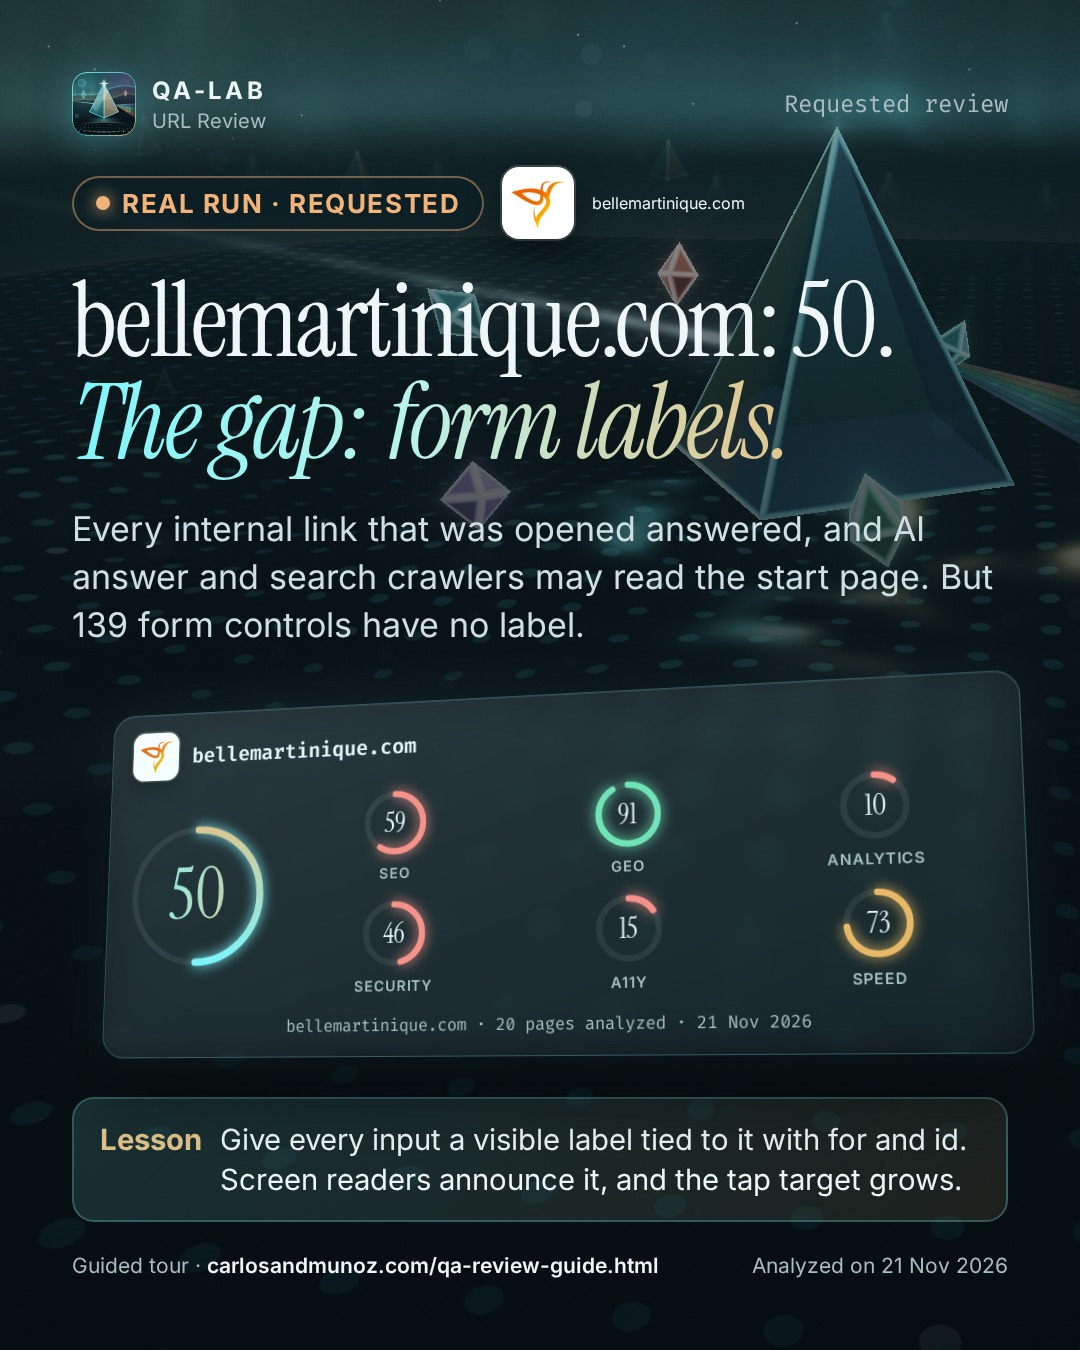 QA-LAB
URL Review
Requested review
REAL RUN · REQUESTED
bellemartinique.com
bellemartinique.com: 50.
The gap: form labels.
Every internal link that was opened answered, and AI
answer and search crawlers may read the start page. But
139 form controls have no label.
bellemartinique.com
50
59
SEO
91
GEO
10
ANALYTICS
46
SECURITY
15
A11Y
73
SPEED
bellemartinique.com · 20 pages analyzed · 21 Nov 2026
Lesson Give every input a visible label tied to it with for and id.
Screen readers announce it, and the tap target grows.
Guided tour · carlosandmunoz.com/qa-review-guide.html
Analyzed on 21 Nov 2026